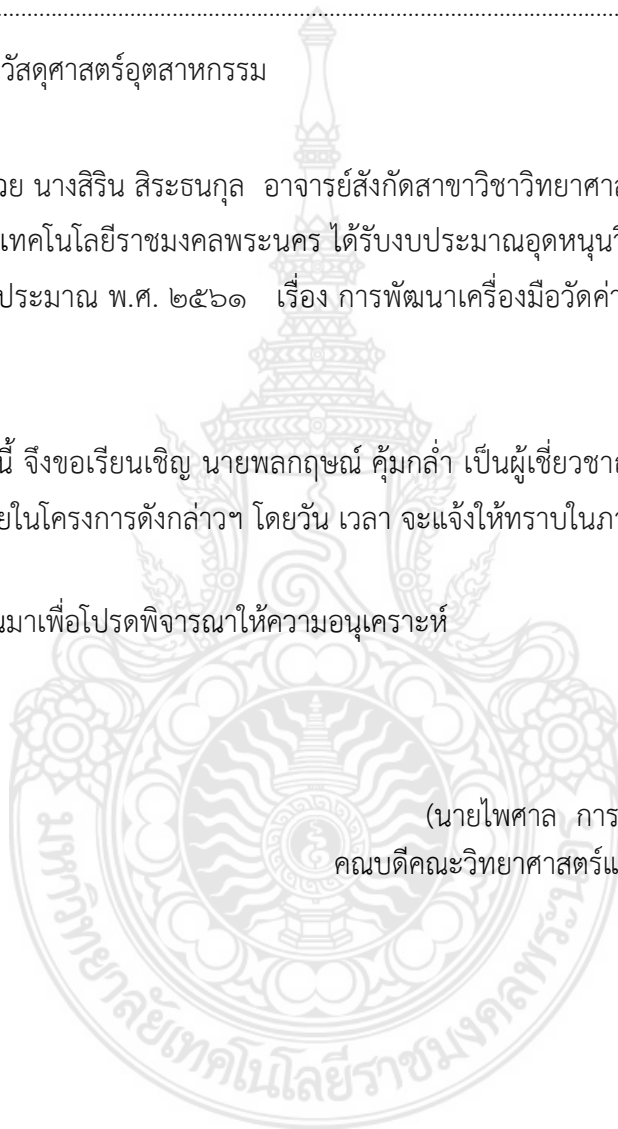 วัสดุศาสตร์อุตสาหกรรม
วย นางสิริน สิระธนกุล อาจารย์สังกัดสาขาวิชาวิทยาศาส
เทคโนโลยีราชมงคลพระนคร ได้รับงบประมาณอุดหนุนวิ
ประมาณ พ.ศ. ๒๕๖๑ เรื่อง การพัฒนาเครื่องมือวัดค่า
นี้ จึงขอเรียนเชิญ นายพลกฤษณ์ คุ้มกล่ำ เป็นผู้เชี่ยวชา
ยในโครงการดังกล่าวฯ โดยวัน เวลา จะแจ้งให้ทราบในภา
นมาเพื่อโปรดพิจารณาให้ความอนุเคราะห์
(นายไพศาล การ
คณบดีคณะวิทยาศาสตร์แ
มหาวิทยาลัยเทคโนโลยีราชมงคลพระนคร